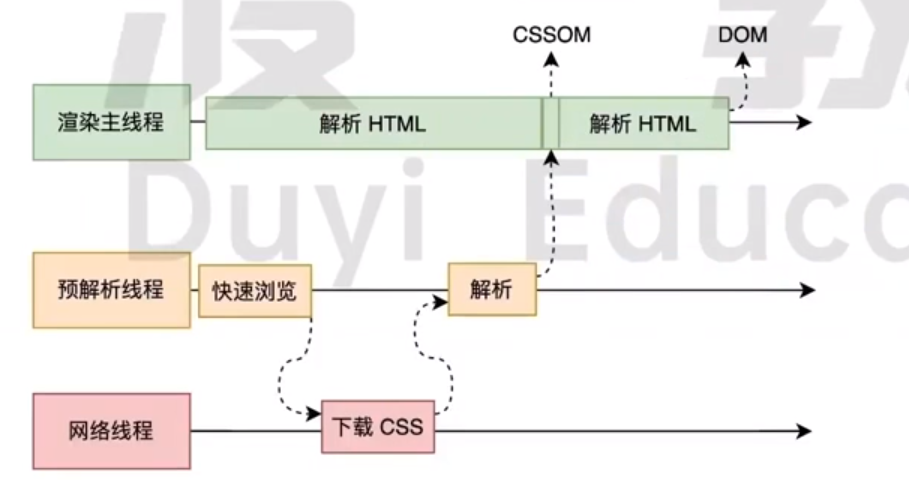 CSSOM
DOM
渲染主线程
解析 HTML
解析 HTML
预解析线程
快速浏览
解析
网络线程
下载 CSS
Duyi Educa